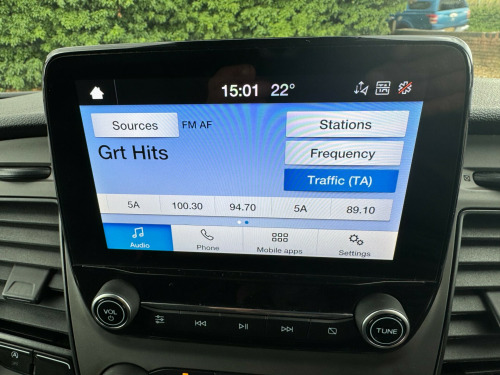 15:01 22°
Sources FM AF Stations
Grt Hits Frequency
Traffic (TA)
5A 100.30 94.70 5A 89.10
Audio Phone Mobile apps Settings
VOL TUNE